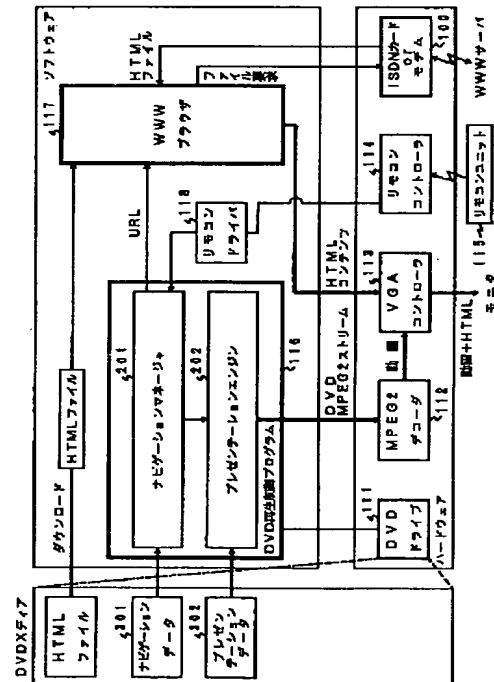 DVDメディア
HTML
ファイル
301
ナビゲーション
データ
302
プレゼン
テーション
データ
ソフトウェア
ダウンロード
HTMLファイル
117
WWW
ブラウザ
HTML
ファイル
ファイル要求
URL
118
リモコン
ドライバ
201
ナビゲーションマネージャ
202
プレゼンテーションエンジン
DVD再生制御プログラム
116
DVD
MPEG2ストリーム
HTML
コンテンツ
ハードウェア
111
DVD
ドライブ
MPEG2
デコーダ
112
動画
113
VGA
コントローラ
114
リモコン
コントローラ
ISDNカード
or
モデム
100
動画+HTML
モニタ
115
リモコンユニット
WWWサーバ